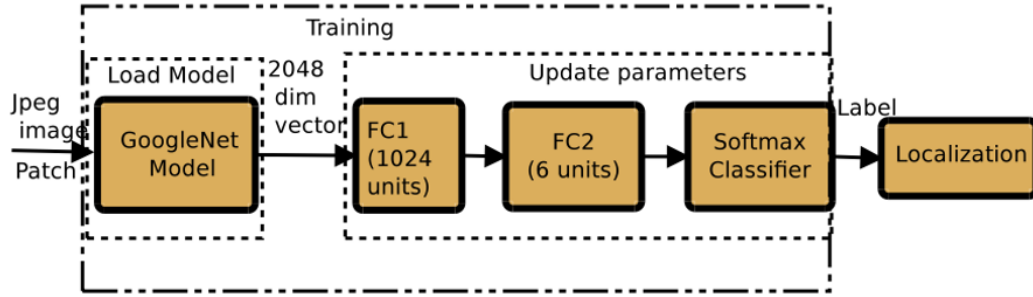 Training
Load Model
2048
dim
vector
Update parameters
Jpeg
image
Patch
GoogleNet
Model
FC1
(1024
units)
FC2
(6 units)
Softmax
Classifier
Label
Localization